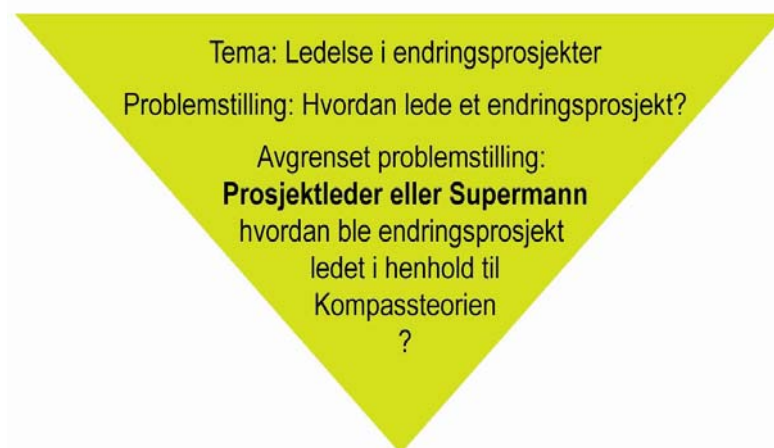 Tema: Ledelse i endringsprosjekter
Problemstilling: Hvordan lede et endringsprosjekt?
Avgrenset problemstilling:
Prosjektleder eller Supermann
hvordan ble endringsprosjekt
ledet i henhold til
Kompassteorien
?